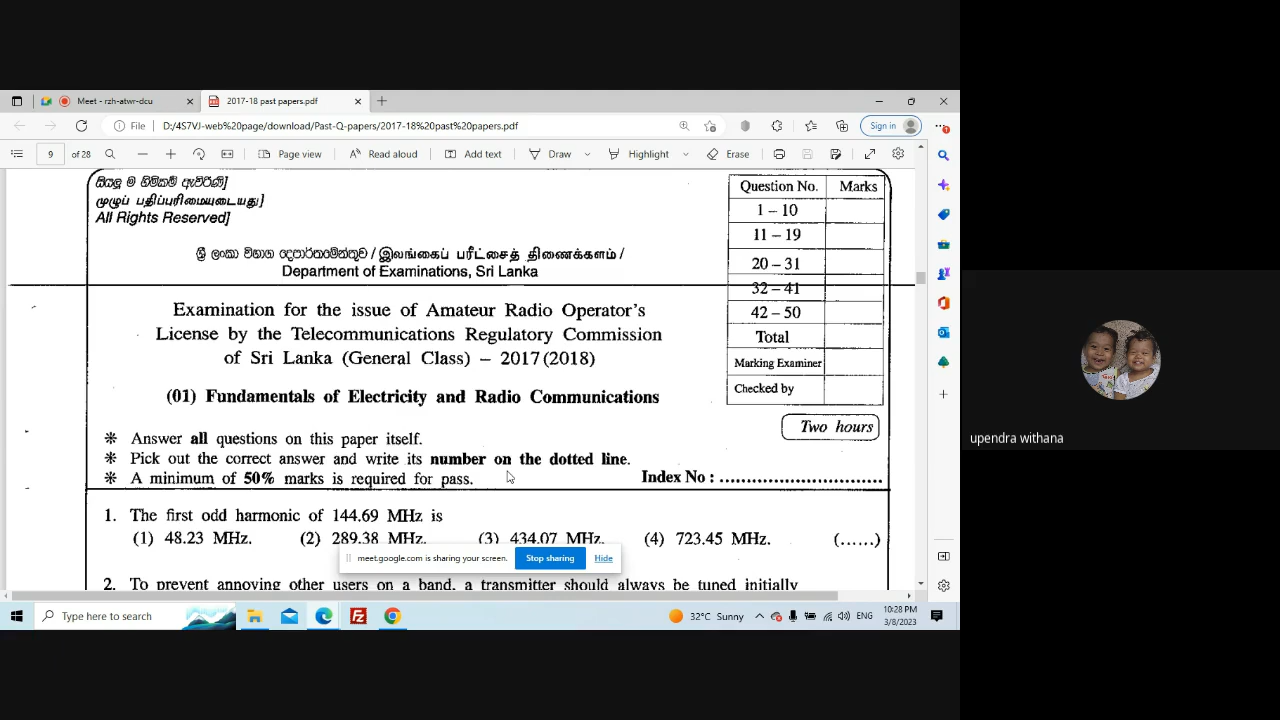 Meet - rzh-atwr-dcu
2017-18 past papers.pdf
File
D:/4S7VJ-web%20page/download/Past-Q-papers/2017-18%20past%20papers.pdf
Sign in
9 of 28
Page view
Read aloud
Add text
Draw
Highlight
Erase
සියලු ම හිමිකම් ඇවිරිණි]
முழுப் பதிப்புரிமையுடையது]
All Rights Reserved]
ශ්‍රී ලංකා විභාග දෙපාර්තමේන්තුව / இலங்கைப் பரீட்சைத் திணைக்களம் /
Department of Examinations, Sri Lanka
Examination for the issue of Amateur Radio Operator's
License by the Telecommunications Regulatory Commission
of Sri Lanka (General Class) – 2017 (2018)
(01) Fundamentals of Electricity and Radio Communications
Question No. Marks
1 – 10
11 – 19
20 – 31
32 – 41
42 – 50
Total
Marking Examiner
Checked by
Two hours
✻ Answer all questions on this paper itself.
✻ Pick out the correct answer and write its number on the dotted line.
✻ A minimum of 50% marks is required for pass.
Index No : ..............................
1. The first odd harmonic of 144.69 MHz is
(1) 48.23 MHz. (2) 289.38 MHz. (3) 434.07 MHz. (4) 723.45 MHz. (......)
meet.google.com is sharing your screen.
Stop sharing
Hide
2. To prevent annoying other users on a band, a transmitter should always be tuned initially
Type here to search
32°C Sunny
ENG
10:28 PM
3/8/2023
upendra withana